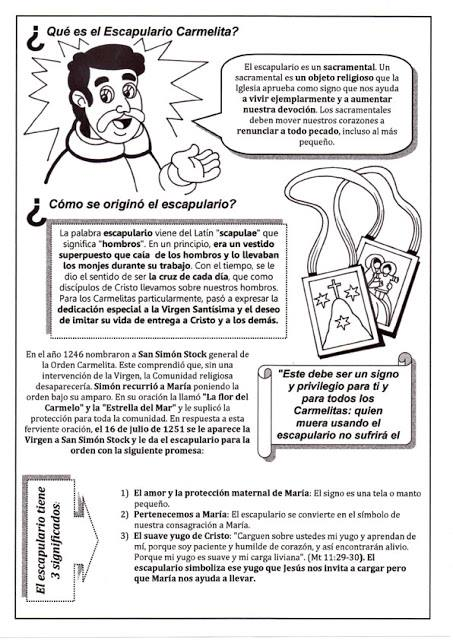 ¿ Qué es el Escapulario Carmelita?
El escapulario es un sacramental. Un
sacramental es un objeto religioso que la
Iglesia aprueba como signo que nos ayuda
a vivir ejemplarmente y a aumentar
nuestra devoción. Los sacramentales
deben mover nuestros corazones a
renunciar a todo pecado, incluso al más
pequeño.
¿ Cómo se originó el escapulario?
La palabra escapulario viene del Latín "scapulae" que
significa "hombros". En un principio, era un vestido
superpuesto que caía de los hombros y lo llevaban
los monjes durante su trabajo. Con el tiempo, se le
dio el sentido de ser la cruz de cada día, que como
discípulos de Cristo llevamos sobre nuestros hombros.
Para los Carmelitas particularmente, pasó a expresar la
dedicación especial a la Virgen Santísima y el deseo
de imitar su vida de entrega a Cristo y a los demás.
En el año 1246 nombraron a San Simón Stock general de
la Orden Carmelita. Este comprendió que, sin una
intervención de la Virgen, la Comunidad religiosa
desaparecería. Simón recurrió a María poniendo la
orden bajo su amparo. En su oración la llamó "La flor del
Carmelo" y la "Estrella del Mar" y le suplicó la
protección para toda la comunidad. En respuesta a esta
ferviente oración, el 16 de julio de 1251 se le aparece la
Virgen a San Simón Stock y le da el escapulario para la
orden con la siguiente promesa:
"Este debe ser un signo
y privilegio para ti y
para todos los
Carmelitas: quien
muera usando el
escapulario no sufrirá el
El escapulario tiene
3 significados:
1) El amor y la protección maternal de María: El signo es una tela o manto
pequeño.
2) Pertenecemos a María: El escapulario se convierte en el símbolo de
nuestra consagración a María.
3) El suave yugo de Cristo: "Carguen sobre ustedes mi yugo y aprendan de
mí, porque soy paciente y humilde de corazón, y así encontrarán alivio.
Porque mi yugo es suave y mi carga liviana". (Mt 11:29-30). El
escapulario simboliza ese yugo que Jesús nos invita a cargar pero
que María nos ayuda a llevar.